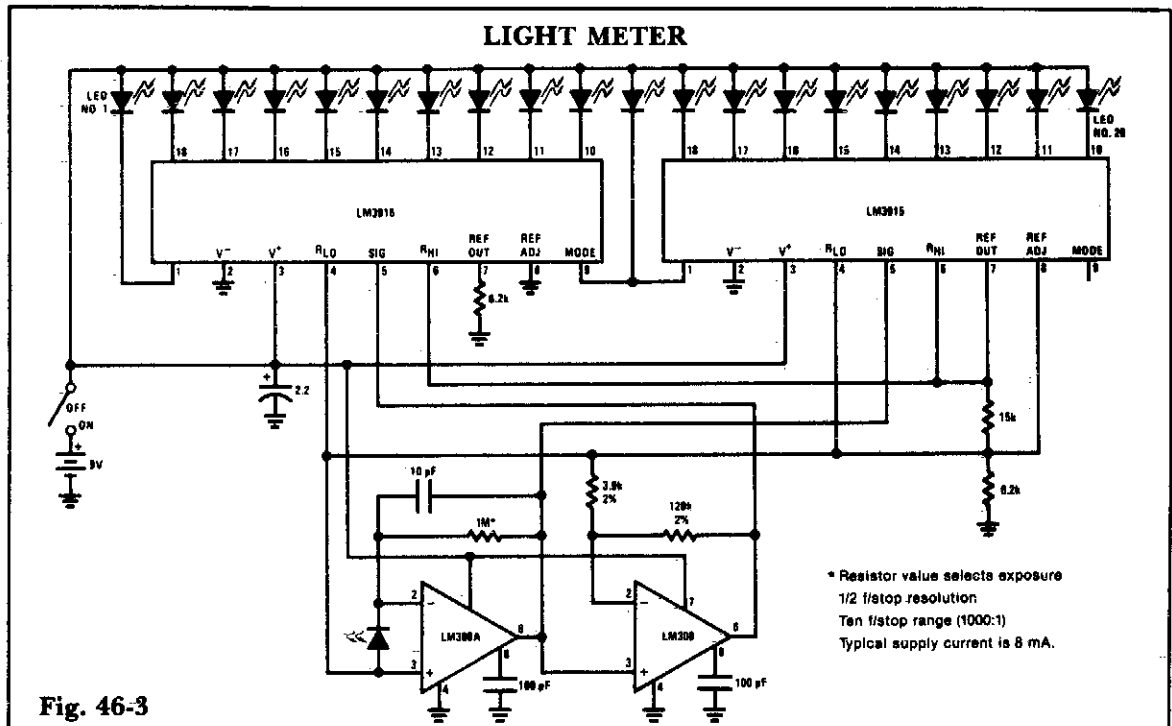 LIGHT METER
LED
NO. 1
LED
NO. 20
18 17 16 15 14 13 12 11 10
18 17 16 15 14 13 12 11 10
LM3915
LM3915
V⁻ V⁺ RLO SIG RHI REF OUT REF ADJ MODE
V⁻ V⁺ RLO SIG RHI REF OUT REF ADJ MODE
1 2 3 4 5 6 7 8 9
1 2 3 4 5 6 7 8 9
6.2k
+
2.2
OFF
ON
+
9V
15k
6.2k
10 pF
1M*
3.9k
2%
120k
2%
2 −
3 +
LM308A
6
4
8
100 pF
2 −
3 +
LM308
7
6
4
8
100 pF
* Resistor value selects exposure
1/2 f/stop resolution
Ten f/stop range (1000:1)
Typical supply current is 8 mA.
Fig. 46-3